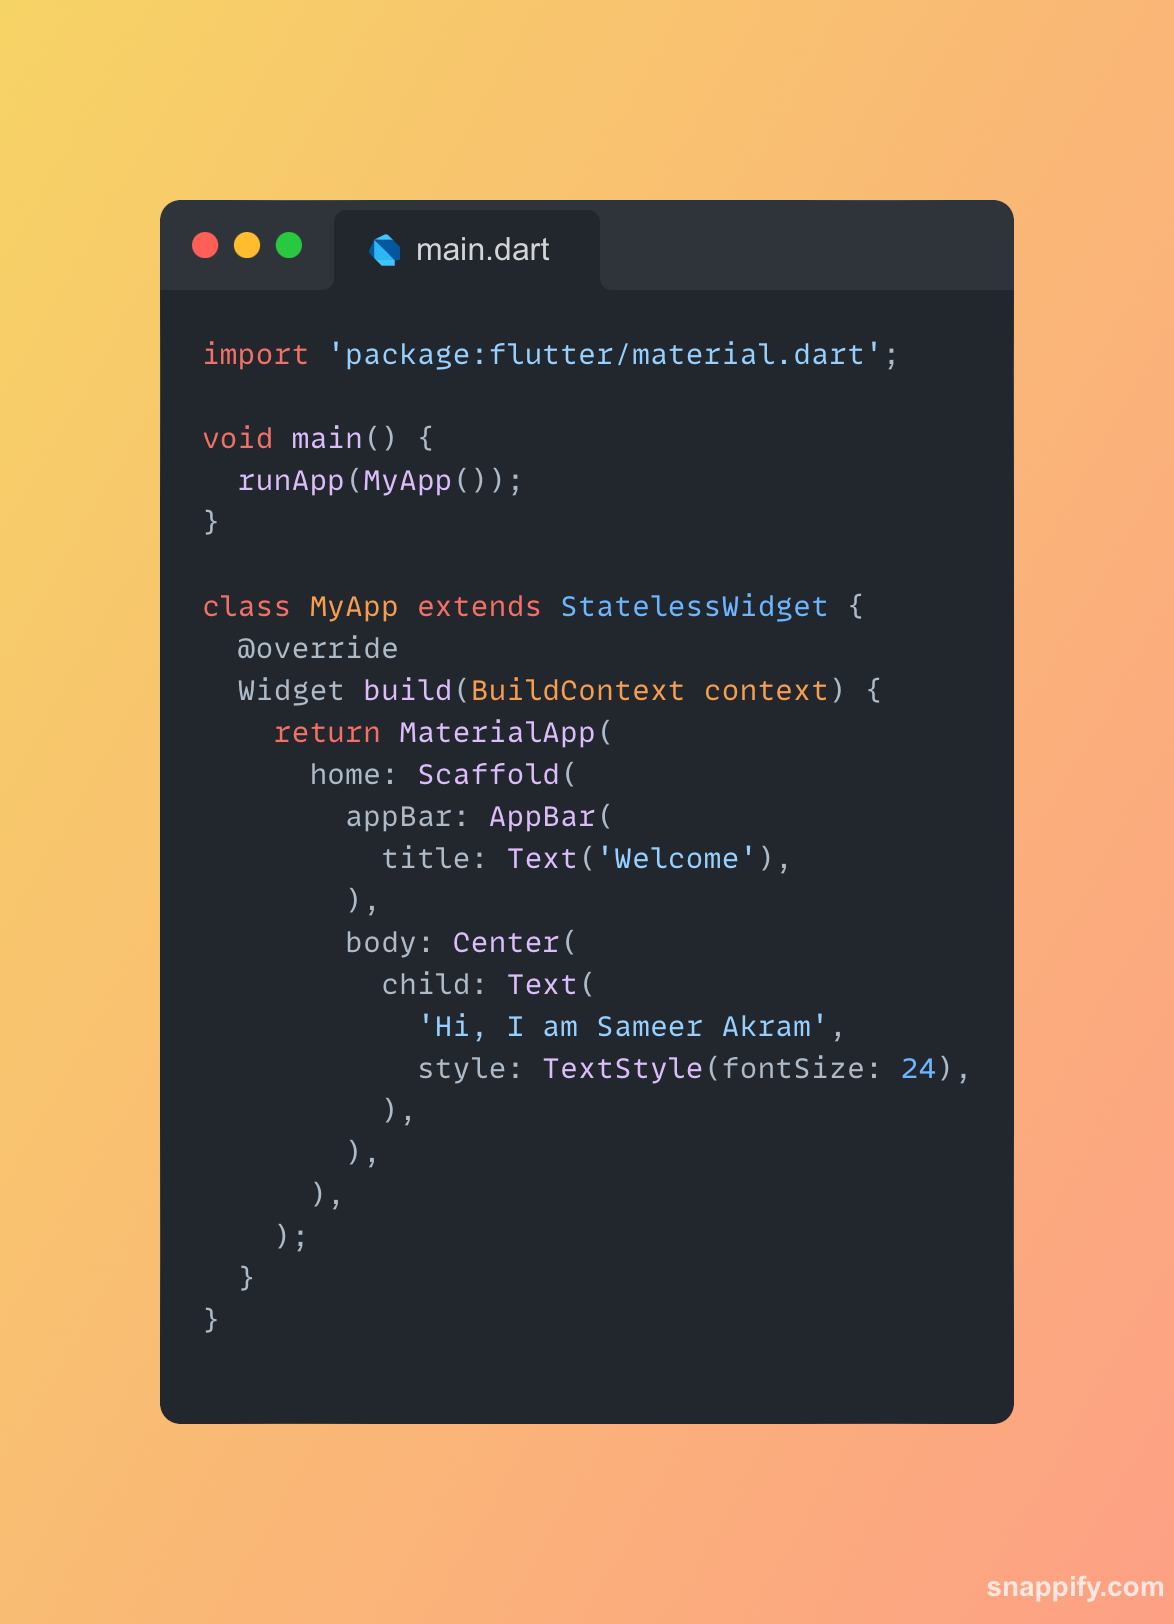 main.dart
import 'package:flutter/material.dart';

void main() {
  runApp(MyApp());
}

class MyApp extends StatelessWidget {
  @override
  Widget build(BuildContext context) {
    return MaterialApp(
      home: Scaffold(
        appBar: AppBar(
          title: Text('Welcome'),
        ),
        body: Center(
          child: Text(
            'Hi, I am Sameer Akram',
            style: TextStyle(fontSize: 24),
          ),
        ),
      ),
    );
  }
}
snappify.com